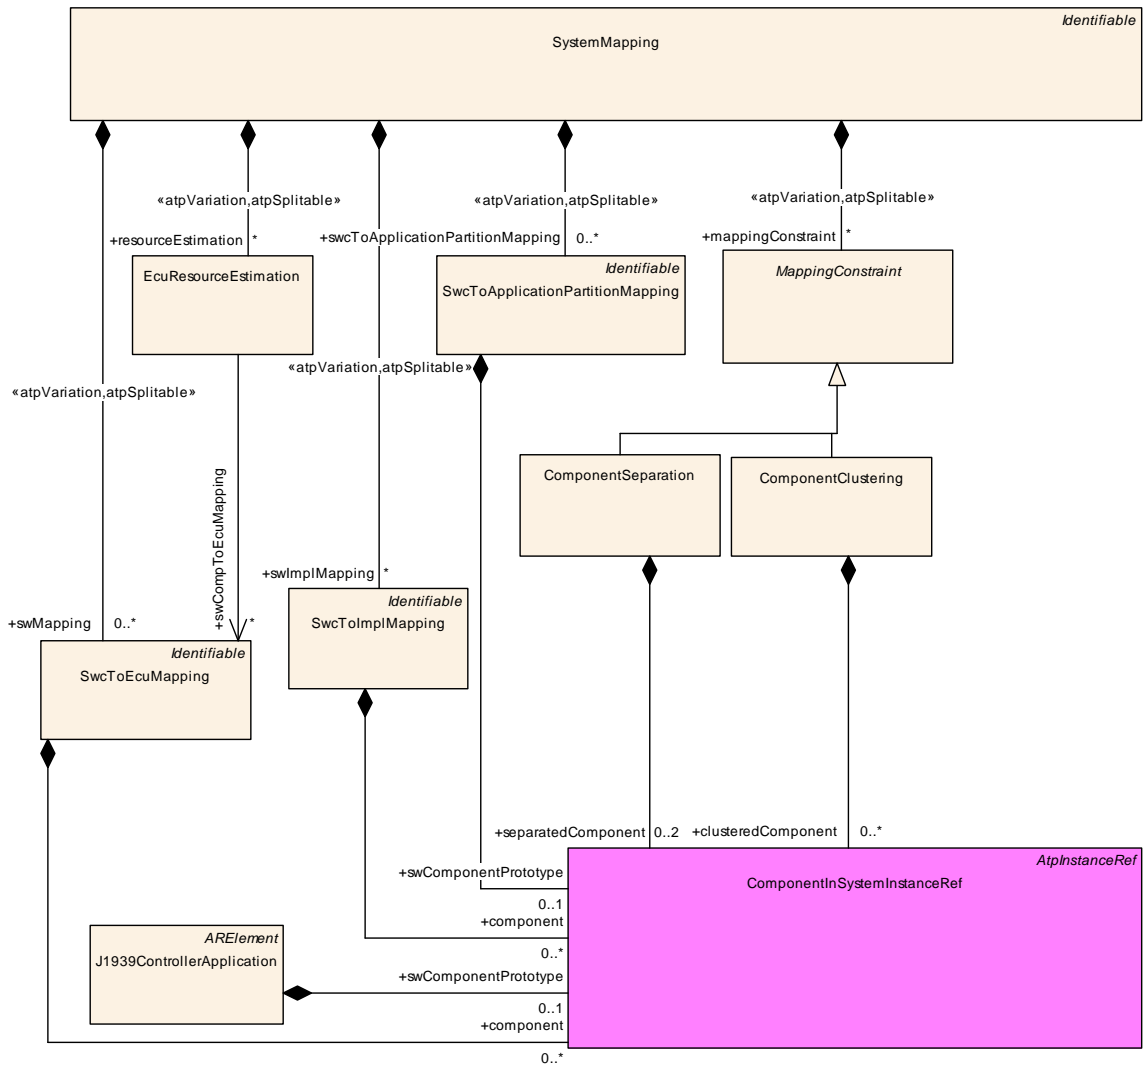 Identifiable
SystemMapping
«atpVariation,atpSplitable»
«atpVariation,atpSplitable»
«atpVariation,atpSplitable»
+resourceEstimation *
+swcToApplicationPartitionMapping 0..*
+mappingConstraint *
EcuResourceEstimation
Identifiable
SwcToApplicationPartitionMapping
MappingConstraint
«atpVariation,atpSplitable»
«atpVariation,atpSplitable»
ComponentSeparation
ComponentClustering
+swCompToEcuMapping
*
+swImplMapping *
+swMapping 0..*
Identifiable
SwcToImplMapping
Identifiable
SwcToEcuMapping
+separatedComponent 0..2
+clusteredComponent 0..*
AtpInstanceRef
ComponentInSystemInstanceRef
+swComponentPrototype
0..1
+component
0..*
ARElement
J1939ControllerApplication
+swComponentPrototype
0..1
+component
0..*